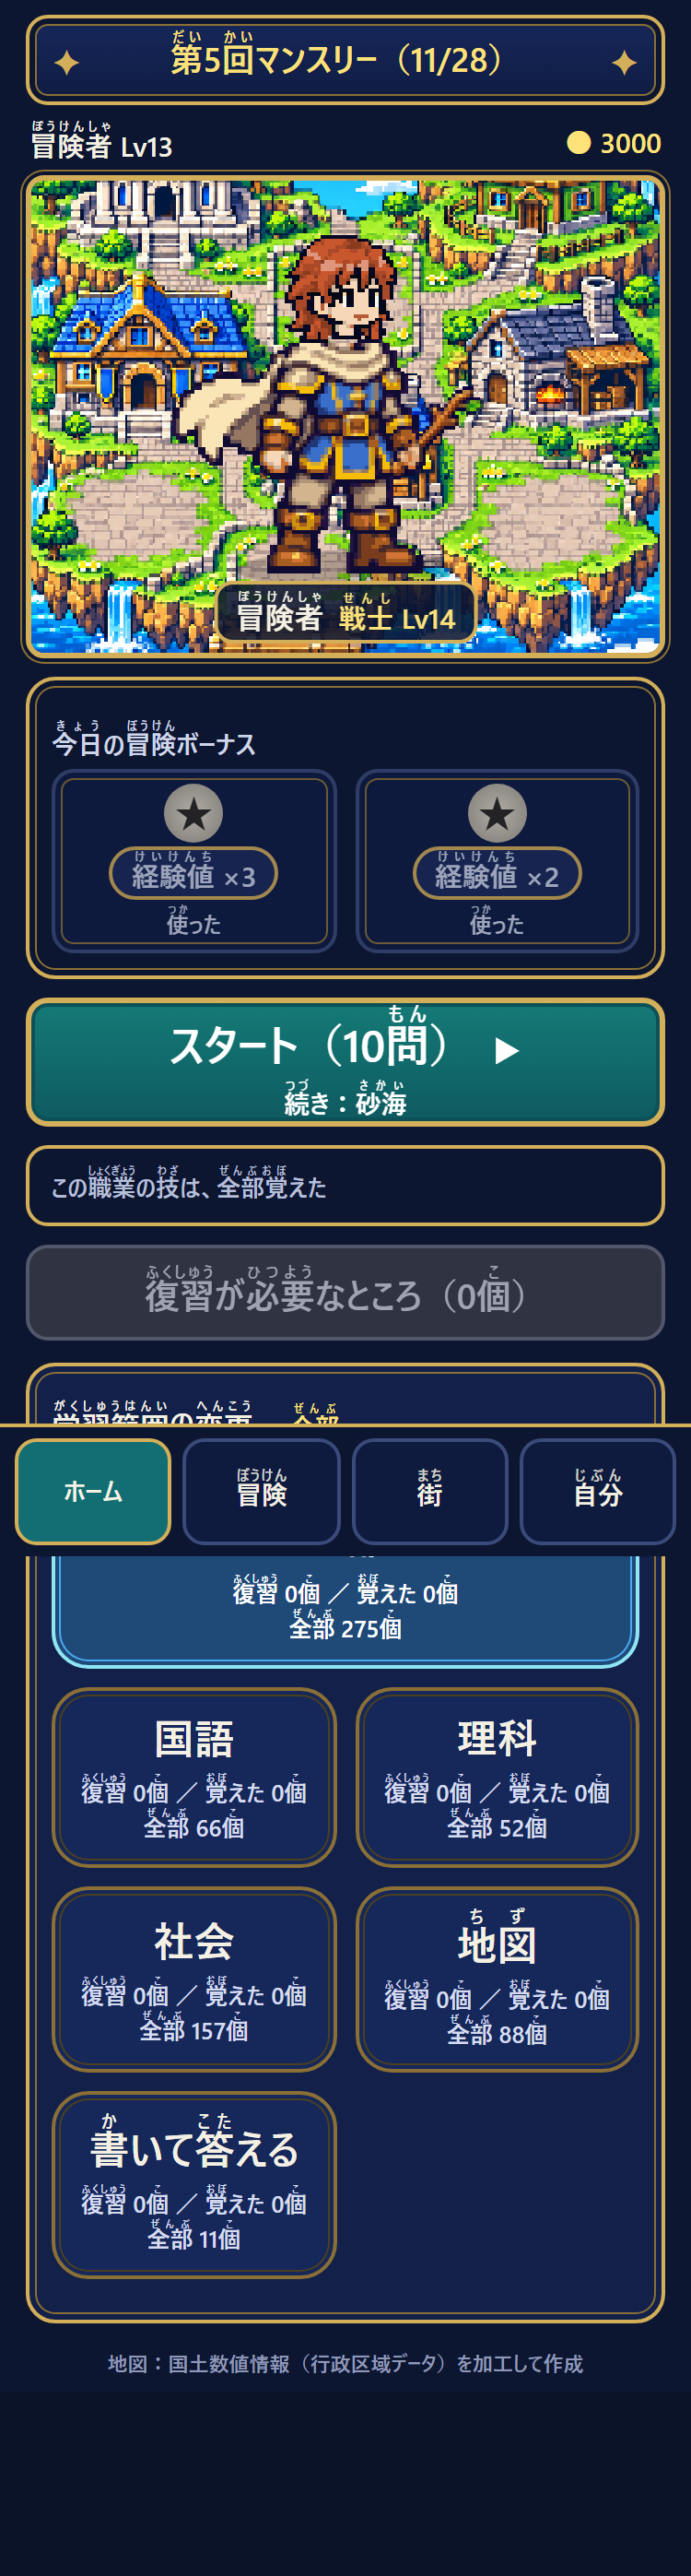 第5回マンスリー（11/28）
冒険者 Lv13
3000
冒険者 戦士 Lv14
今日の冒険ボーナス
経験値 ×3
使った
経験値 ×2
使った
スタート（10問） ▶
続き：砂海
この職業の技は、全部覚えた
復習が必要なところ（0個）
学習範囲の変更 全部
ホーム
冒険
街
自分
復習 0個 ／ 覚えた 0個
全部 275個
国語
復習 0個 ／ 覚えた 0個
全部 66個
理科
復習 0個 ／ 覚えた 0個
全部 52個
社会
復習 0個 ／ 覚えた 0個
全部 157個
地図
復習 0個 ／ 覚えた 0個
全部 88個
書いて答える
復習 0個 ／ 覚えた 0個
全部 11個
地図：国土数値情報（行政区域データ）を加工して作成